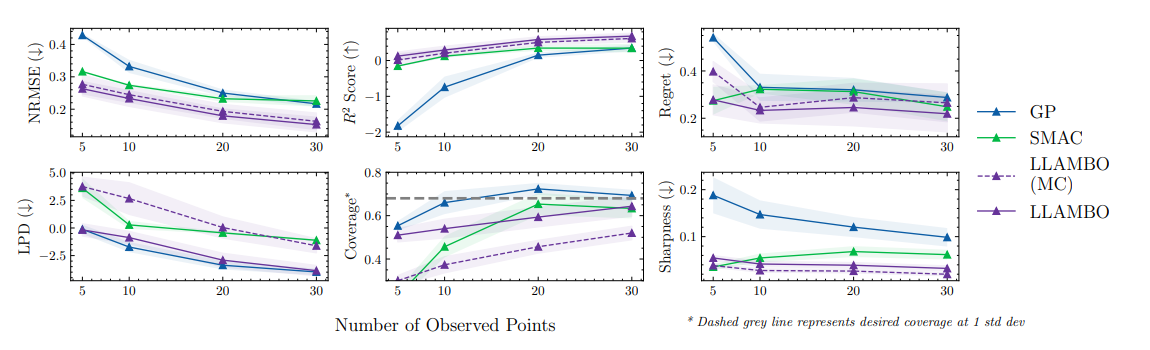 NRMSE (↓)
0.4
0.3
0.2
5 10 20 30
R² Score (↑)
0
−1
−2
5 10 20 30
Regret (↓)
0.4
0.2
5 10 20 30
GP
SMAC
LLAMBO
(MC)
LLAMBO
LPD (↓)
5.0
2.5
0.0
−2.5
5 10 20 30
Coverage*
0.8
0.6
0.4
5 10 20 30
Sharpness (↓)
0.2
0.1
5 10 20 30
Number of Observed Points
* Dashed grey line represents desired coverage at 1 std dev